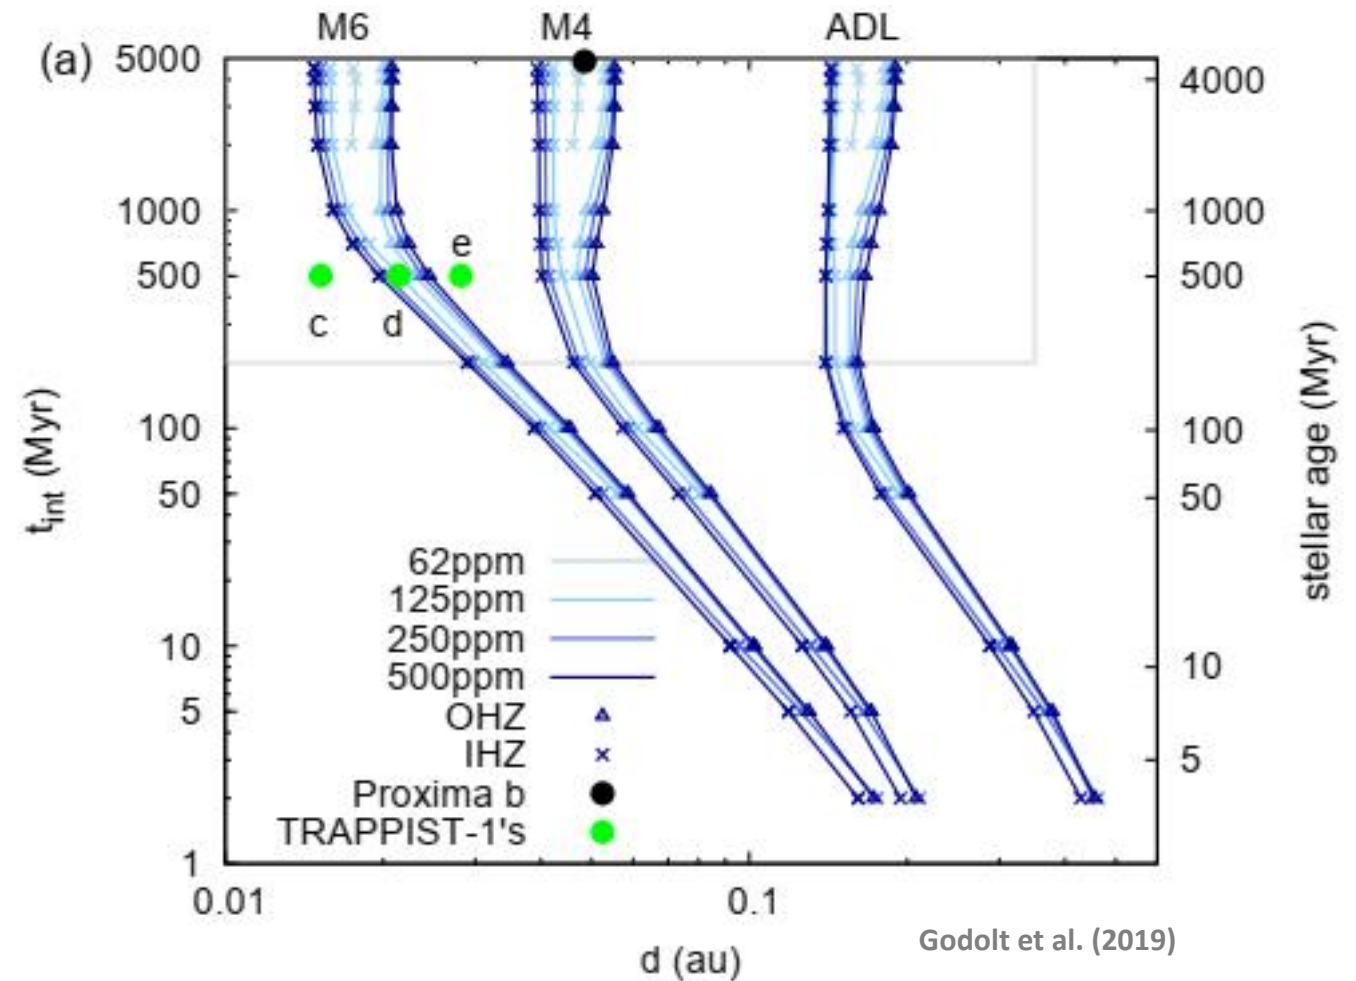 M6 M4 ADL
(a)
5000
1000
500
100
50
10
5
1
t_int (Myr)
4000
1000
500
100
50
10
5
stellar age (Myr)
e
c d
62ppm
125ppm
250ppm
500ppm
OHZ
IHZ
Proxima b
TRAPPIST-1's
0.01 0.1
d (au)
Godolt et al. (2019)